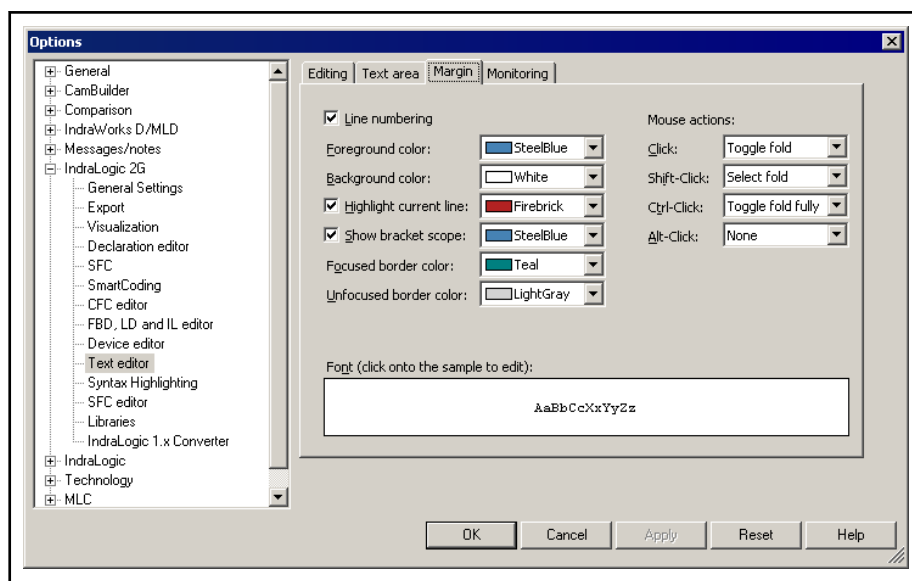 Options
General
CamBuilder
Comparison
IndraWorks D/MLD
Messages/notes
IndraLogic 2G
General Settings
Export
Visualization
Declaration editor
SFC
SmartCoding
CFC editor
FBD, LD and IL editor
Device editor
Text editor
Syntax Highlighting
SFC editor
Libraries
IndraLogic 1.x Converter
IndraLogic
Technology
MLC
Editing Text area Margin Monitoring
Line numbering
Foreground color: SteelBlue
Background color: White
Highlight current line: Firebrick
Show bracket scope: SteelBlue
Focused border color: Teal
Unfocused border color: LightGray
Mouse actions:
Click: Toggle fold
Shift-Click: Select fold
Ctrl-Click: Toggle fold fully
Alt-Click: None
Font (click onto the sample to edit):
AaBbCcXxYyZz
OK Cancel Apply Reset Help